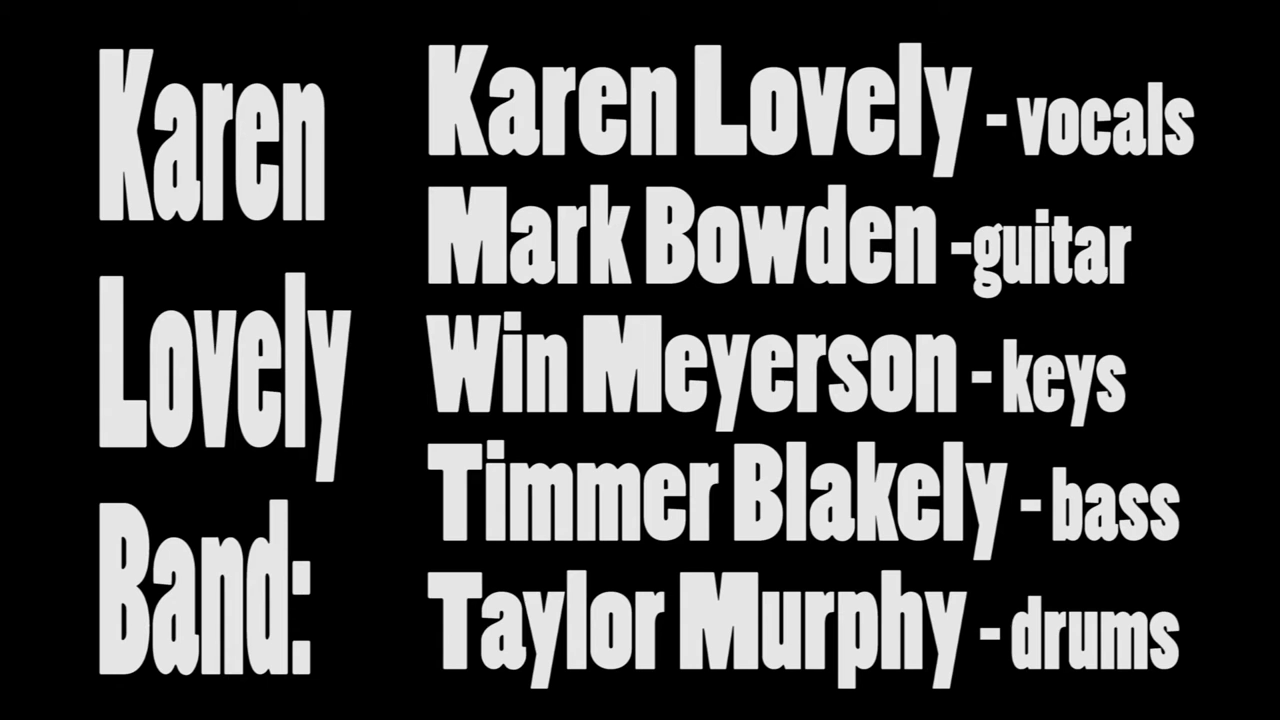 Karen
Lovely
Band:
Karen Lovely - vocals
Mark Bowden -guitar
Win Meyerson - keys
Timmer Blakely - bass
Taylor Murphy - drums